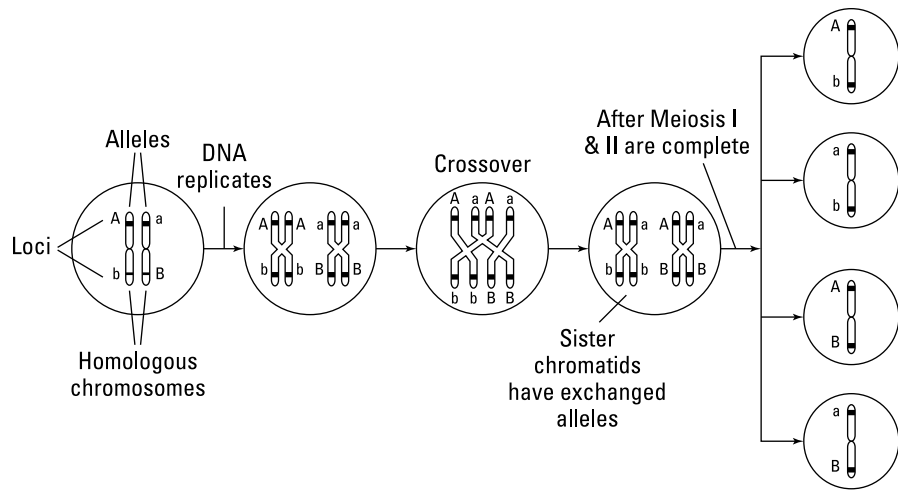 Alleles
DNA
replicates
Crossover
After Meiosis I
& II are complete
Loci
A a
b B
Homologous
chromosomes
A A a a
b b B B
A a A a
b b B B
A a A a
b b B B
Sister
chromatids
have exchanged
alleles
A
b
a
b
A
B
a
B